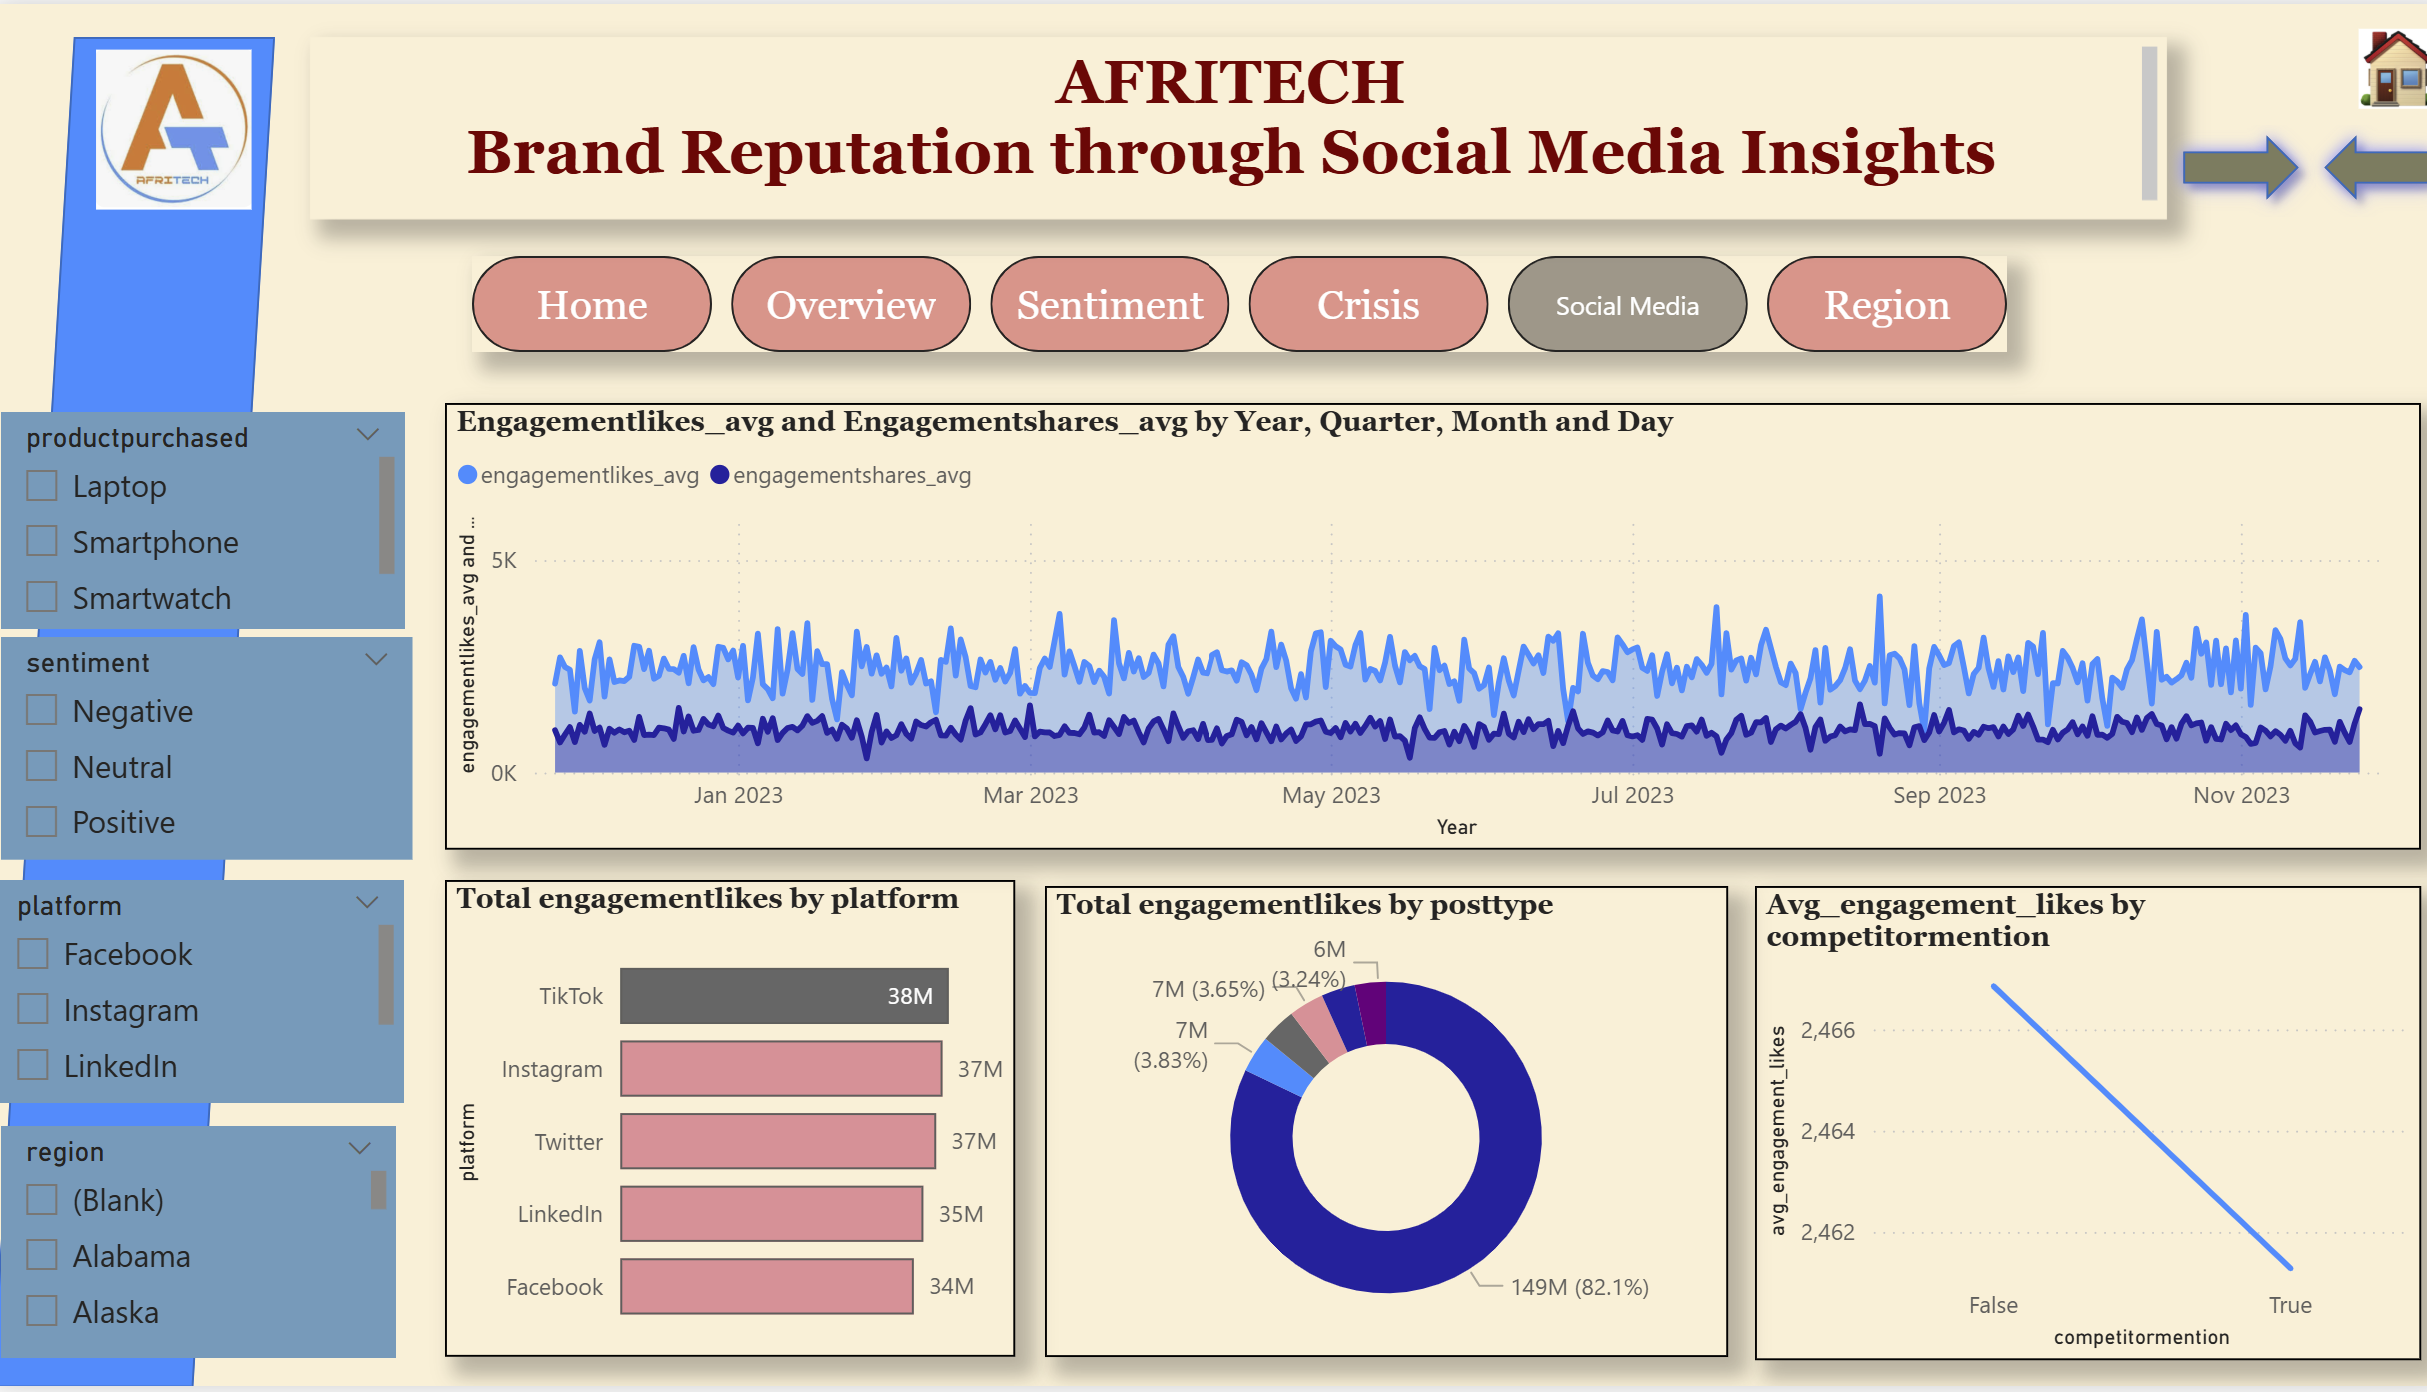 AFRITECH
AFRITECH
Brand Reputation through Social Media Insights
Home
Overview
Sentiment
Crisis
Social Media
Region
productpurchased
Laptop
Smartphone
Smartwatch
sentiment
Negative
Neutral
Positive
platform
Facebook
Instagram
LinkedIn
region
(Blank)
Alabama
Alaska
Engagementlikes_avg and Engagementshares_avg by Year, Quarter, Month and Day
engagementlikes_avg
engagementshares_avg
engagementlikes_avg and ...
5K
0K
Jan 2023
Mar 2023
May 2023
Jul 2023
Sep 2023
Nov 2023
Year
Total engagementlikes by platform
platform
TikTok
38M
Instagram
37M
Twitter
37M
LinkedIn
35M
Facebook
34M
Total engagementlikes by posttype
6M
(3.24%)
7M (3.65%)
7M
(3.83%)
149M (82.1%)
Avg_engagement_likes by
competitormention
avg_engagement_likes
2,466
2,464
2,462
False
True
competitormention